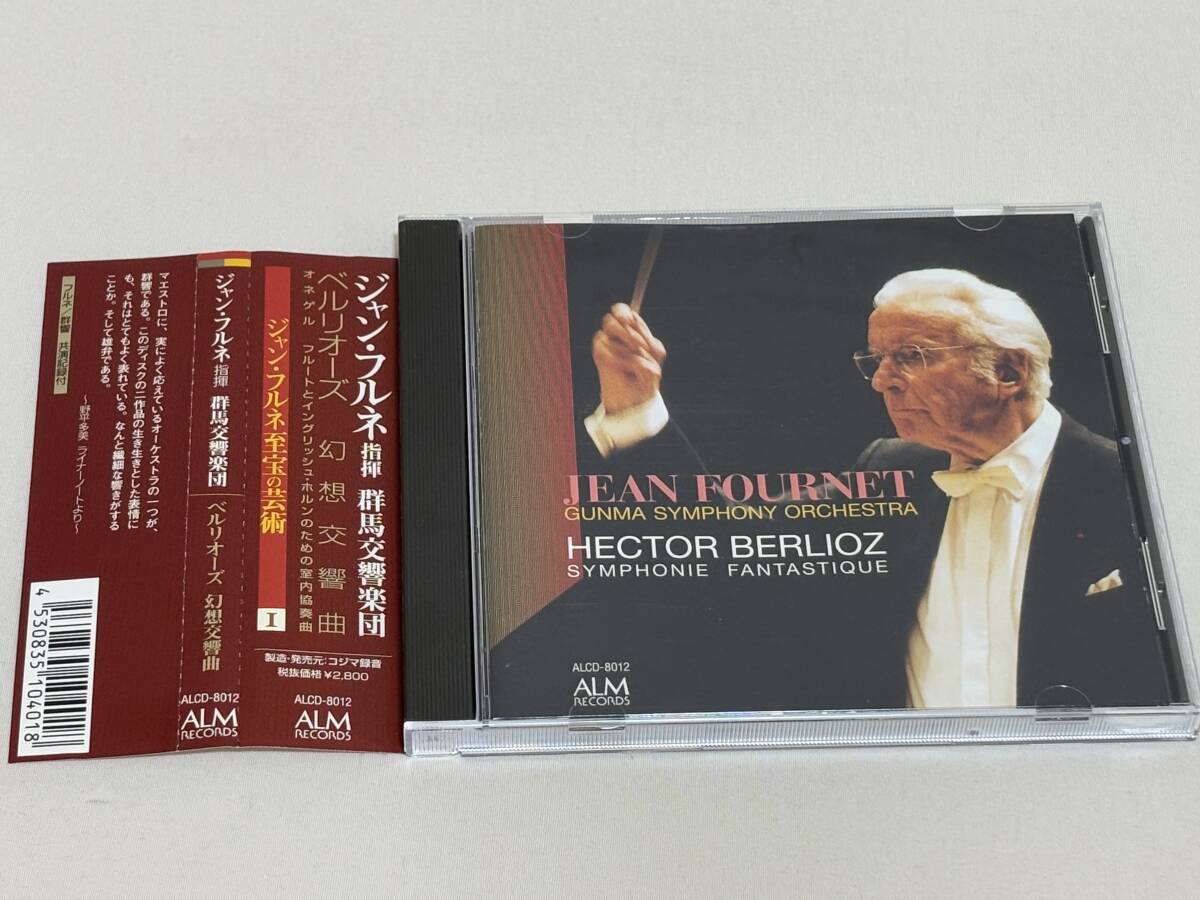 マエストロに、実によく応えているオーケストラの一つが、
群響である。このディスクの二作品の生き生きとした表情に
も、それはとてもよく表れている。なんと繊細な響きがする
ことか。そして雄弁である。
〜野平多美 ライナーノートより〜
フルネ/群響 共演記録付
4 530835 104018
ジャン・フルネ 指揮 群馬交響楽団 ベルリオーズ 幻想交響曲
ALCD-8012
ALM
RECORDS
ジャン・フルネ 指揮 群馬交響楽団
ベルリオーズ 幻想交響曲
オネゲル フルートとイングリッシュ・ホルンのための室内協奏曲
ジャン・フルネ 至宝の芸術 I
製造・発売元:コジマ録音
税抜価格¥2,800
ALCD-8012
ALM
RECORDS
JEAN FOURNET
GUNMA SYMPHONY ORCHESTRA
HECTOR BERLIOZ
SYMPHONIE FANTASTIQUE
ALCD-8012
ALM
RECORDS